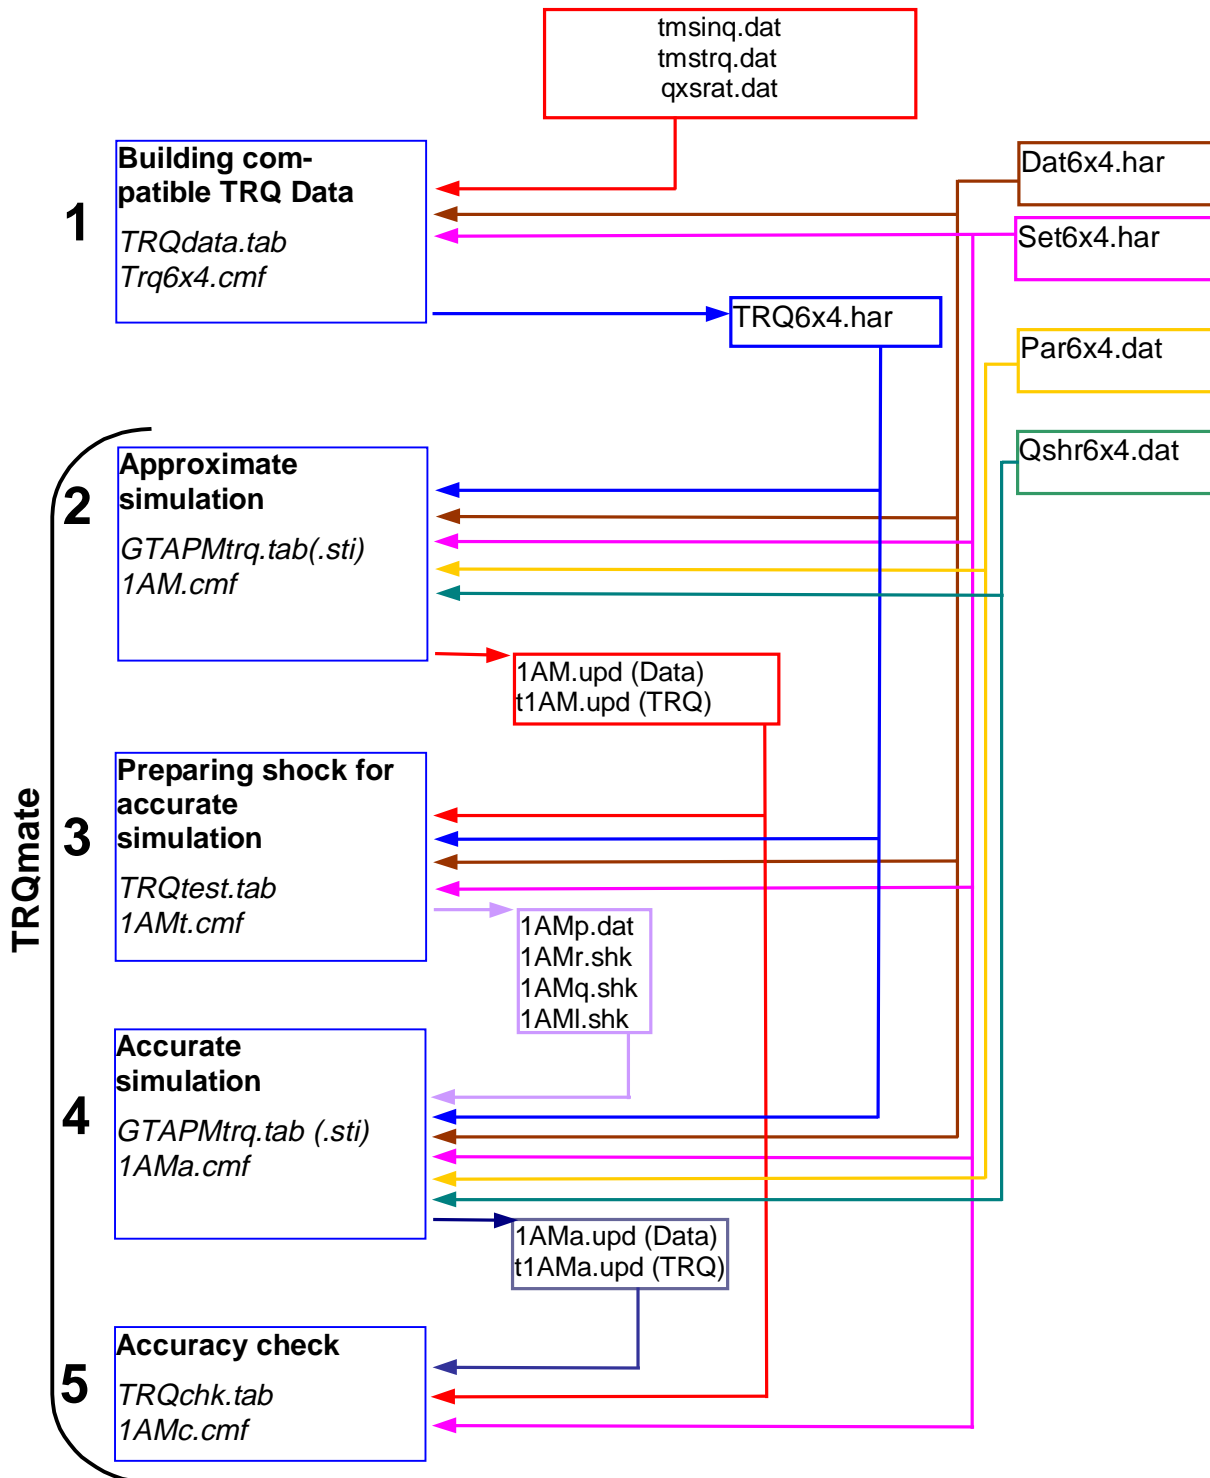 tmsinq.dat
tmstrq.dat
qxsrat.dat
1
Building com-
patible TRQ Data
TRQdata.tab
Trq6x4.cmf
Dat6x4.har
Set6x4.har
TRQ6x4.har
Par6x4.dat
Qshr6x4.dat
TRQmate
2
Approximate
simulation
GTAPMtrq.tab(.sti)
1AM.cmf
1AM.upd (Data)
t1AM.upd (TRQ)
3
Preparing shock for
accurate
simulation
TRQtest.tab
1AMt.cmf
1AMp.dat
1AMr.shk
1AMq.shk
1AMl.shk
4
Accurate
simulation
GTAPMtrq.tab (.sti)
1AMa.cmf
1AMa.upd (Data)
t1AMa.upd (TRQ)
5
Accuracy check
TRQchk.tab
1AMc.cmf